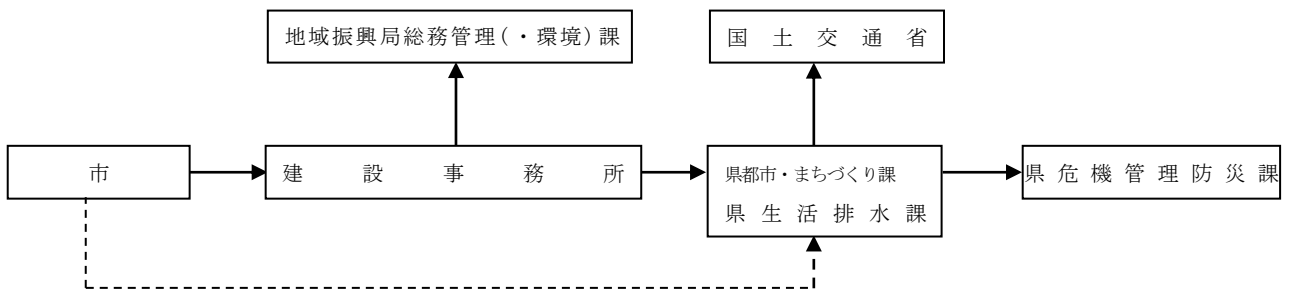 地域振興局総務管理(・環境)課
国土交通省
市
建設事務所
県都市・まちづくり課
県生活排水課
県危機管理防災課